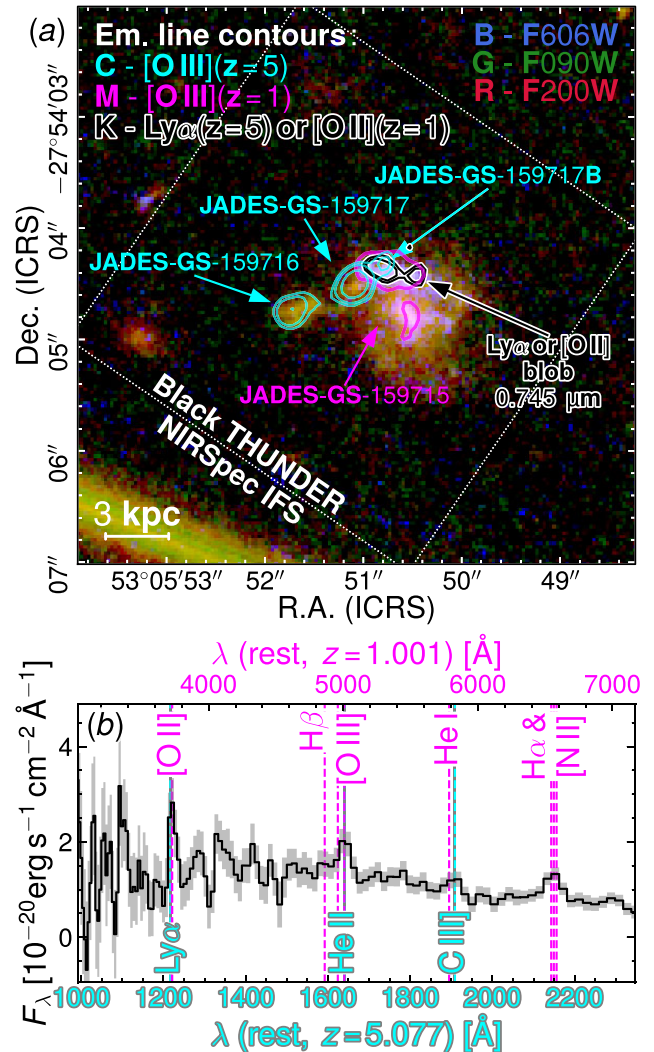 (a)
Em. line contours:
C - [O III](z=5)
M - [O III](z=1)
K - Lyα(z=5) or [O II](z=1)
B - F606W
G - F090W
R - F200W
JADES-GS-159717B
JADES-GS-159717
JADES-GS-159716
JADES-GS-159715
Lyα or [O II]
blob
0.745 μm
Black THUNDER
NIRSpec IFS
3 kpc
−27°54′03″
04″
05″
06″
07″
Dec. (ICRS)
53°05′53″ 52″ 51″ 50″ 49″
R.A. (ICRS)
λ (rest, z=1.001) [Å]
4000 5000 6000 7000
(b)
[O II]
Hβ
[O III]
He I
Hα &
[N II]
Lyα
He II
C III]
4
2
0
Fλ [10⁻²⁰erg s⁻¹ cm⁻² Å⁻¹]
1000 1200 1400 1600 1800 2000 2200
λ (rest, z=5.077) [Å]